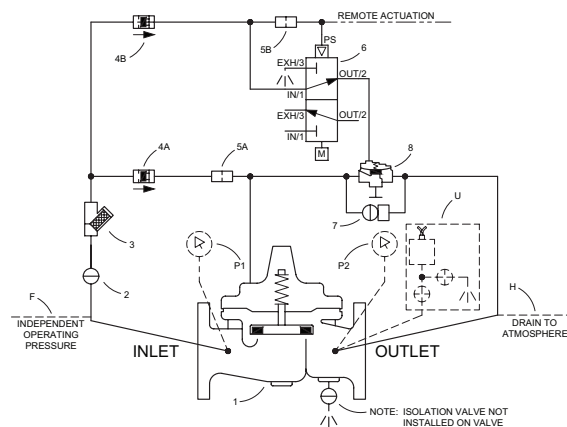 REMOTE ACTUATION
4B
5B
PS
6
EXH/3
OUT/2
IN/1
EXH/3
OUT/2
IN/1
M
4A
5A
8
U
3
7
P1
P2
2
F
H
INDEPENDENT
OPERATING
PRESSURE
DRAIN TO
ATMOSPHERE
INLET
OUTLET
1
NOTE: ISOLATION VALVE NOT
INSTALLED ON VALVE